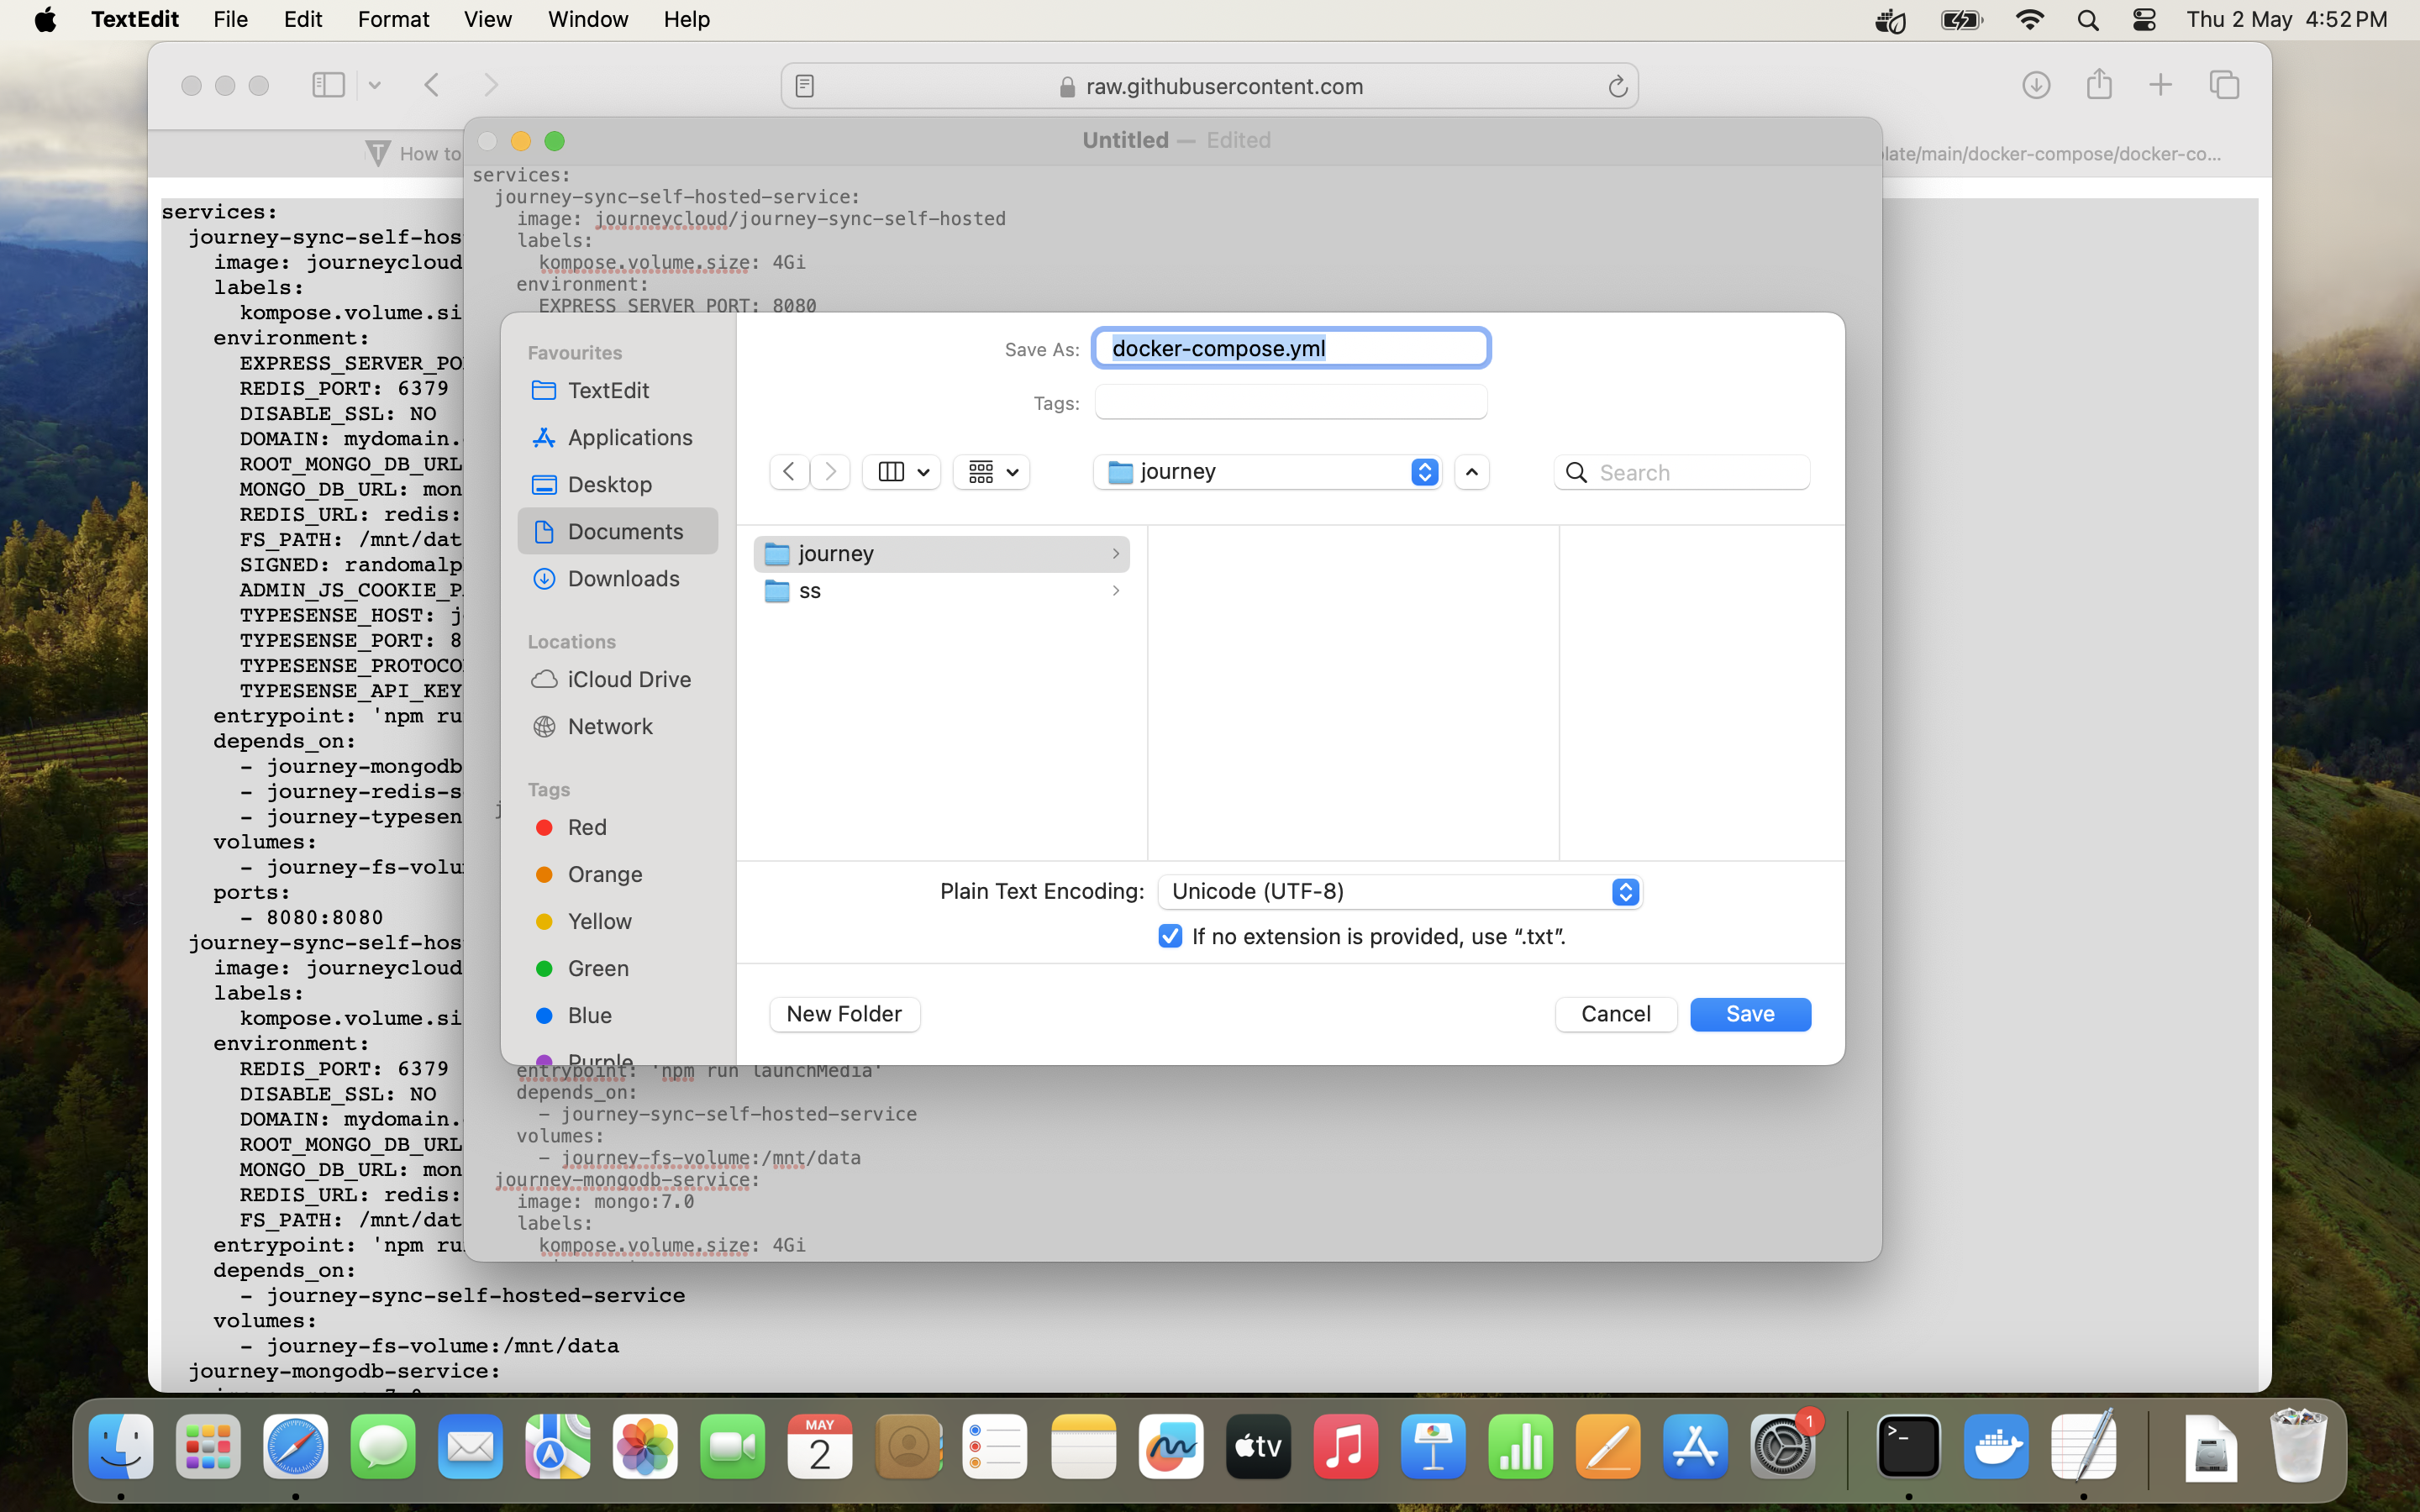 TextEdit File Edit Format View Window Help Thu 2 May 4:52 PM
raw.githubusercontent.com
How to
late/main/docker-compose/docker-co...
Untitled — Edited
services:
journey-sync-self-hosted-service:
image: journeycloud/journey-sync-self-hosted
labels:
kompose.volume.size: 4Gi
environment:
EXPRESS_SERVER_PORT: 8080
services:
journey-sync-self-hos
image: journeycloud
labels:
kompose.volume.si
environment:
EXPRESS_SERVER_PO
REDIS_PORT: 6379
DISABLE_SSL: NO
DOMAIN: mydomain.
ROOT_MONGO_DB_URL
MONGO_DB_URL: mon
REDIS_URL: redis:
FS_PATH: /mnt/dat
SIGNED: randomalp
ADMIN_JS_COOKIE_P
TYPESENSE_HOST: j
TYPESENSE_PORT: 8
TYPESENSE_PROTOCO
TYPESENSE_API_KEY
entrypoint: 'npm ru
depends_on:
- journey-mongodb
- journey-redis-s
- journey-typesen
volumes:
- journey-fs-volu
ports:
- 8080:8080
journey-sync-self-hos
image: journeycloud
labels:
kompose.volume.si
environment:
REDIS_PORT: 6379
DISABLE_SSL: NO
DOMAIN: mydomain.
ROOT_MONGO_DB_URL
MONGO_DB_URL: mon
REDIS_URL: redis:
FS_PATH: /mnt/dat
entrypoint: 'npm ru
depends_on:
- journey-sync-self-hosted-service
volumes:
- journey-fs-volume:/mnt/data
journey-mongodb-service:
Favourites
TextEdit
Applications
Desktop
Documents
Downloads
Locations
iCloud Drive
Network
Tags
Red
Orange
Yellow
Green
Blue
Purple
Save As: docker-compose.yml
Tags:
journey
Search
journey
ss
Plain Text Encoding: Unicode (UTF-8)
If no extension is provided, use “.txt”.
New Folder Cancel Save
entrypoint: 'npm run launchMedia'
depends_on:
- journey-sync-self-hosted-service
volumes:
- journey-fs-volume:/mnt/data
journey-mongodb-service:
image: mongo:7.0
labels:
kompose.volume.size: 4Gi
MAY
2
tv
1
>_